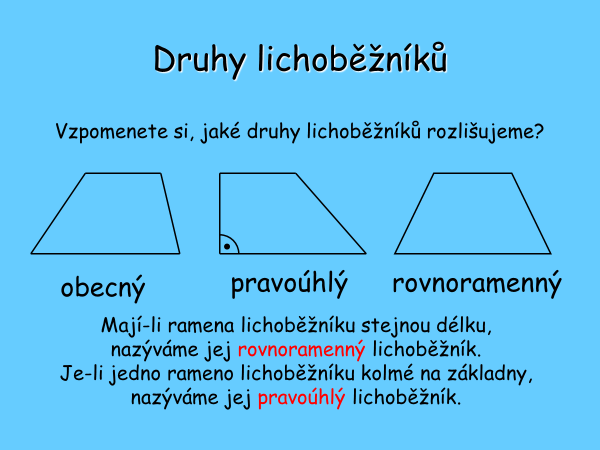 Druhy lichoběžníků
Vzpomenete si, jaké druhy lichoběžníků rozlišujeme?
obecný
pravoúhlý
rovnoramenný
Mají-li ramena lichoběžníku stejnou délku,
nazýváme jej rovnoramenný lichoběžník.
Je-li jedno rameno lichoběžníku kolmé na základny,
nazýváme jej pravoúhlý lichoběžník.